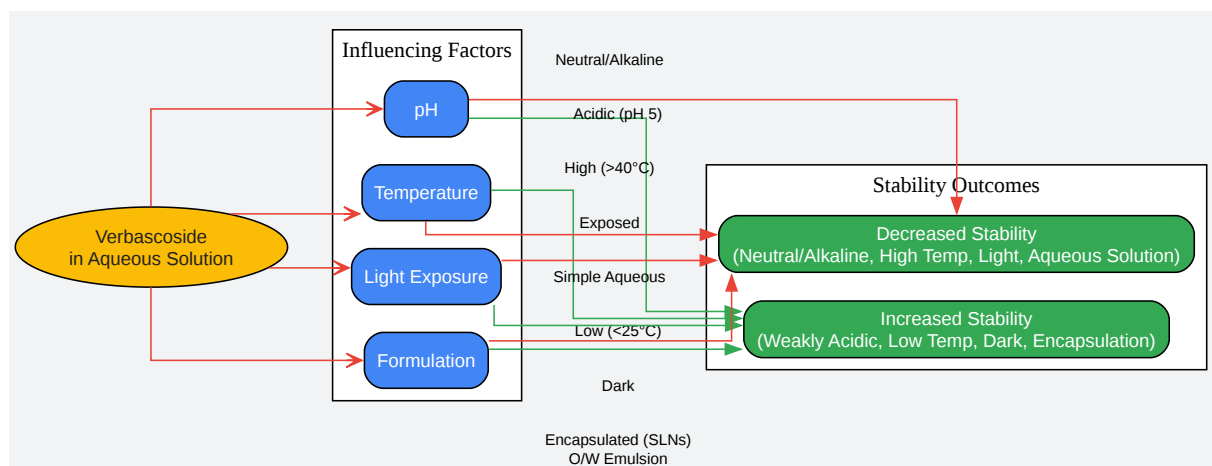 Influencing Factors
Neutral/Alkaline
pH
Acidic (pH 5)
High (>40°C)
Temperature
Stability Outcomes
Exposed
Verbascoside
in Aqueous Solution
Decreased Stability
(Neutral/Alkaline, High Temp, Light, Aqueous Solution)
Light Exposure
Simple Aqueous
Increased Stability
(Weakly Acidic, Low Temp, Dark, Encapsulation)
Low (<25°C)
Formulation
Dark
Encapsulated (SLNs)
O/W Emulsion